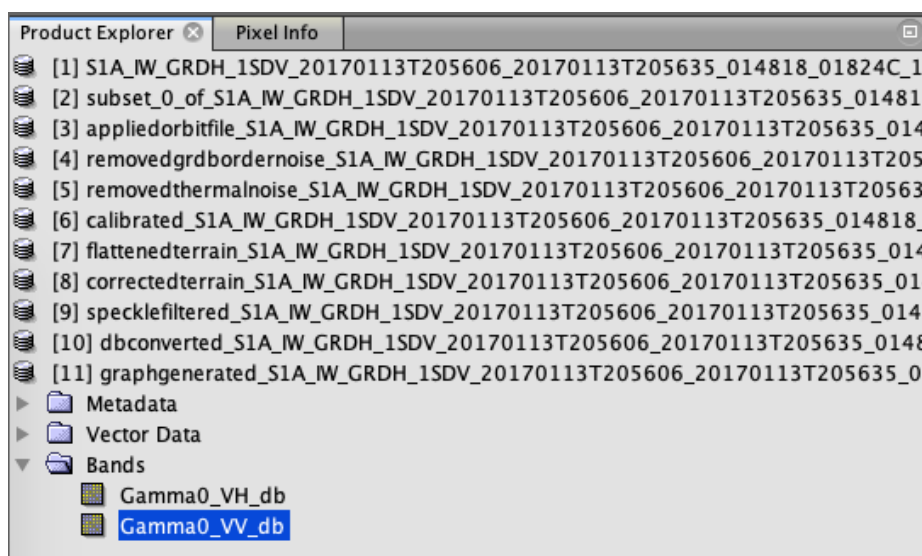 Product Explorer Pixel Info
[1] S1A_IW_GRDH_1SDV_20170113T205606_20170113T205635_014818_01824C_1
[2] subset_0_of_S1A_IW_GRDH_1SDV_20170113T205606_20170113T205635_01481
[3] appliedorbitfile_S1A_IW_GRDH_1SDV_20170113T205606_20170113T205635_014
[4] removedgrdbordernoise_S1A_IW_GRDH_1SDV_20170113T205606_20170113T205
[5] removedthermalnoise_S1A_IW_GRDH_1SDV_20170113T205606_20170113T20563
[6] calibrated_S1A_IW_GRDH_1SDV_20170113T205606_20170113T205635_014818_
[7] flattenedterrain_S1A_IW_GRDH_1SDV_20170113T205606_20170113T205635_014
[8] correctedterrain_S1A_IW_GRDH_1SDV_20170113T205606_20170113T205635_01
[9] specklefiltered_S1A_IW_GRDH_1SDV_20170113T205606_20170113T205635_014
[10] dbconverted_S1A_IW_GRDH_1SDV_20170113T205606_20170113T205635_0148
[11] graphgenerated_S1A_IW_GRDH_1SDV_20170113T205606_20170113T205635_0
Metadata
Vector Data
Bands
Gamma0_VH_db
Gamma0_VV_db